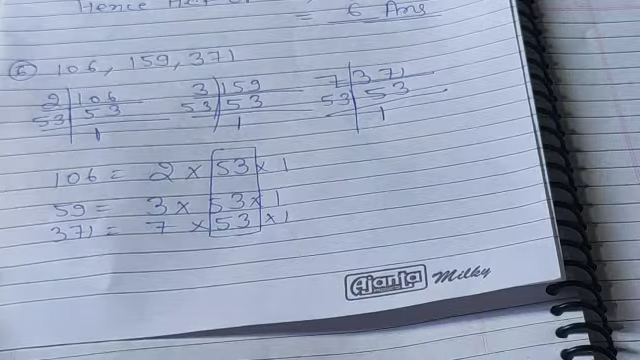 Hence
= 6 Ans
6 106, 159, 371
2 106 3 159 7 371
53 53 53 53 53 53
1 1 1
106 = 2 × 53 × 1
59 = 3 × 53 × 1
371 = 7 × 53 × 1
Ajanta Milky